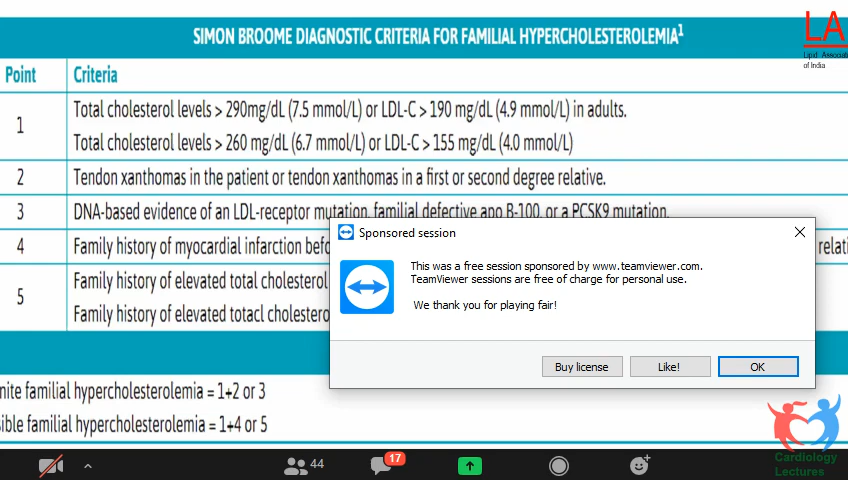 SIMON BROOME DIAGNOSTIC CRITERIA FOR FAMILIAL HYPERCHOLESTEROLEMIA1
LA
Lipid Associa
of India
Point Criteria
1
Total cholesterol levels > 290mg/dL (7.5 mmol/L) or LDL-C > 190 mg/dL (4.9 mmol/L) in adults.
Total cholesterol levels > 260 mg/dL (6.7 mmol/L) or LDL-C > 155 mg/dL (4.0 mmol/L)
2 Tendon xanthomas in the patient or tendon xanthomas in a first or second degree relative.
3 DNA-based evidence of an LDL-receptor mutation, familial defective apo B-100, or a PCSK9 mutation.
4 Family history of myocardial infarction
5
Family history of elevated total cholesterol
Family history of elevated totacl cholestero
Sponsored session
This was a free session sponsored by www.teamviewer.com.
TeamViewer sessions are free of charge for personal use.
We thank you for playing fair!
Buy license Like! OK
nite familial hypercholesterolemia = 1+2 or 3
sible familial hypercholesterolemia = 1+4 or 5
44
17
Cardiology
Lectures